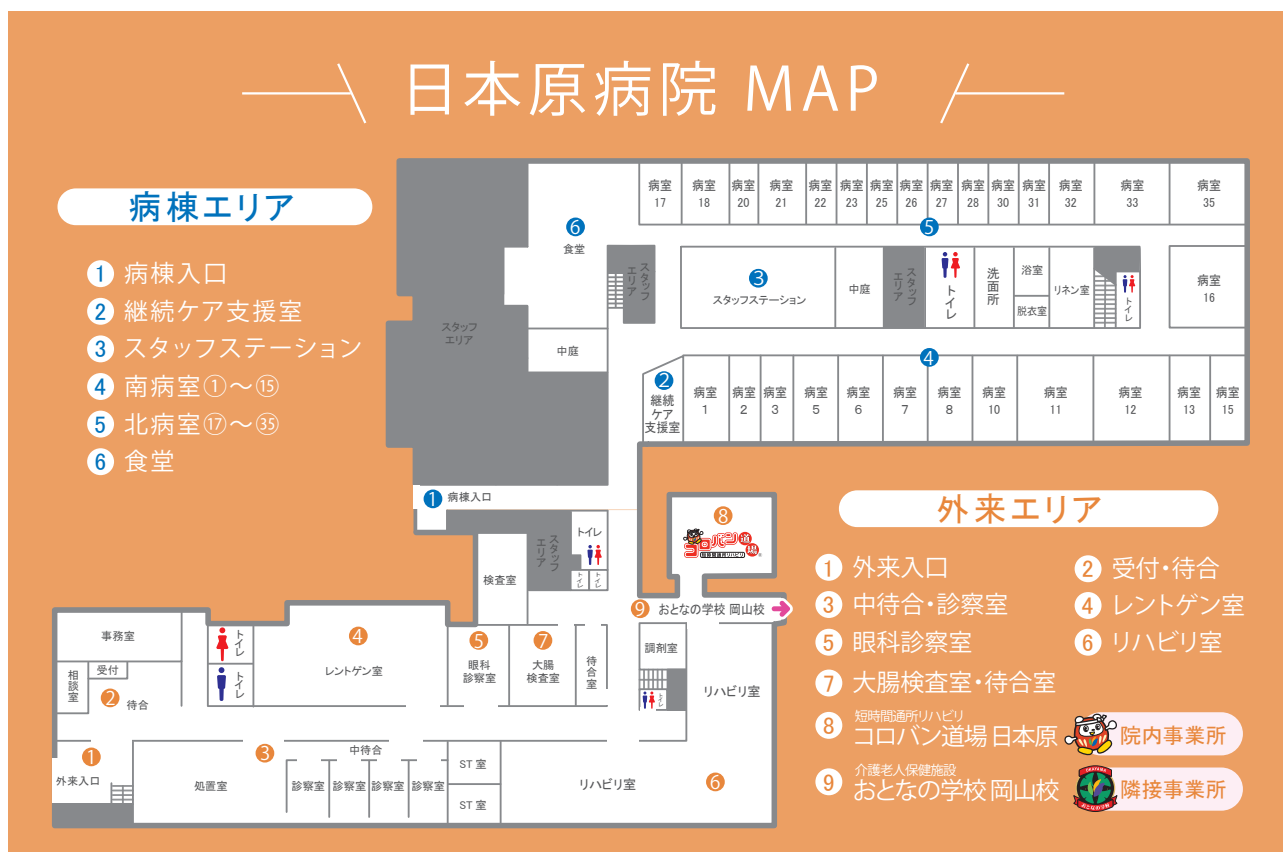 日本原病院 MAP
病棟エリア
1 病棟入口
2 継続ケア支援室
3 スタッフステーション
4 南病室①～⑮
5 北病室⑰～㉟
6 食堂
病室 17
病室 18
病室 20
病室 21
病室 22
病室 23
病室 25
病室 26
病室 27
病室 28
病室 30
病室 31
病室 32
病室 33
病室 35
5
6
食堂
スタッフエリア
スタッフエリア
3
スタッフステーション
中庭
スタッフエリア
トイレ
洗面所
浴室
脱衣室
リネン室
トイレ
病室 16
中庭
4
2
継続ケア支援室
病室 1
病室 2
病室 3
病室 5
病室 6
病室 7
病室 8
病室 10
病室 11
病室 12
病室 13
病室 15
1 病棟入口
スタッフエリア
トイレ
トイレ
トイレ
検査室
8
コロバン道場
9 おとなの学校 岡山校
事務室
受付
相談室
2
待合
トイレ
トイレ
4
レントゲン室
5
眼科診察室
7
大腸検査室
待合室
調剤室
トイレ
リハビリ室
1
外来入口
3
処置室
中待合
診察室
診察室
診察室
診察室
ST 室
ST 室
リハビリ室
6
外来エリア
1 外来入口
2 受付・待合
3 中待合・診察室
4 レントゲン室
5 眼科診察室
6 リハビリ室
7 大腸検査室・待合室
短時間通所リハビリ
8 コロバン道場 日本原
院内事業所
介護老人保健施設
9 おとなの学校 岡山校
隣接事業所